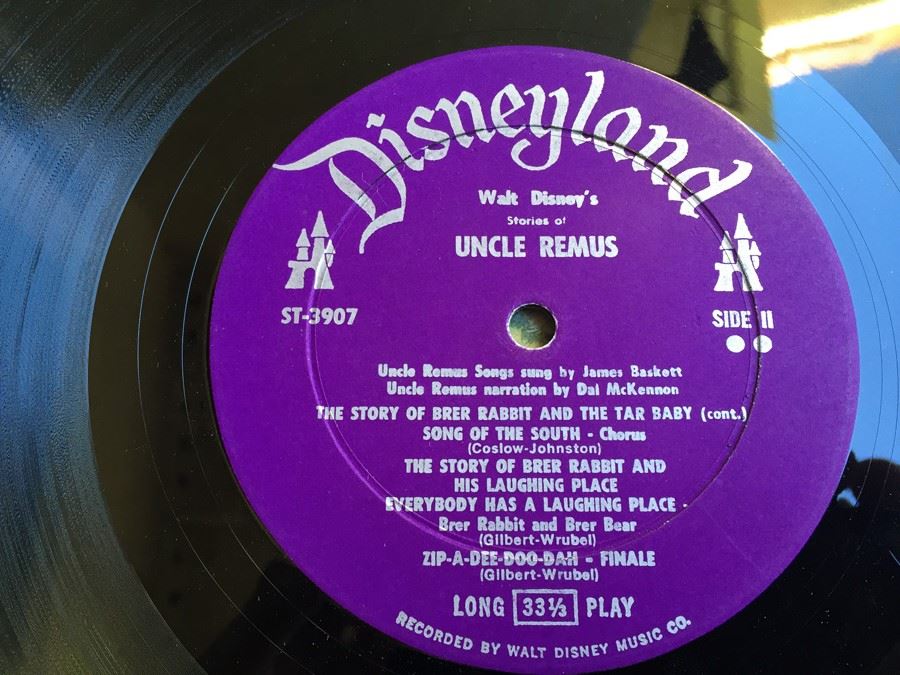 Disneyland
Walt Disney's
Stories of
UNCLE REMUS
ST-3907
SIDE II
Uncle Remus Songs sung by James Baskett
Uncle Remus narration by Dal McKennon
THE STORY OF BRER RABBIT AND THE TAR BABY (cont.)
SONG OF THE SOUTH - Chorus
(Coslow-Johnston)
THE STORY OF BRER RABBIT AND
HIS LAUGHING PLACE
EVERYBODY HAS A LAUGHING PLACE -
Brer Rabbit and Brer Bear
(Gilbert-Wrubel)
ZIP-A-DEE-DOO-DAH - FINALE
(Gilbert-Wrubel)
LONG 33⅓ PLAY
RECORDED BY WALT DISNEY MUSIC CO.